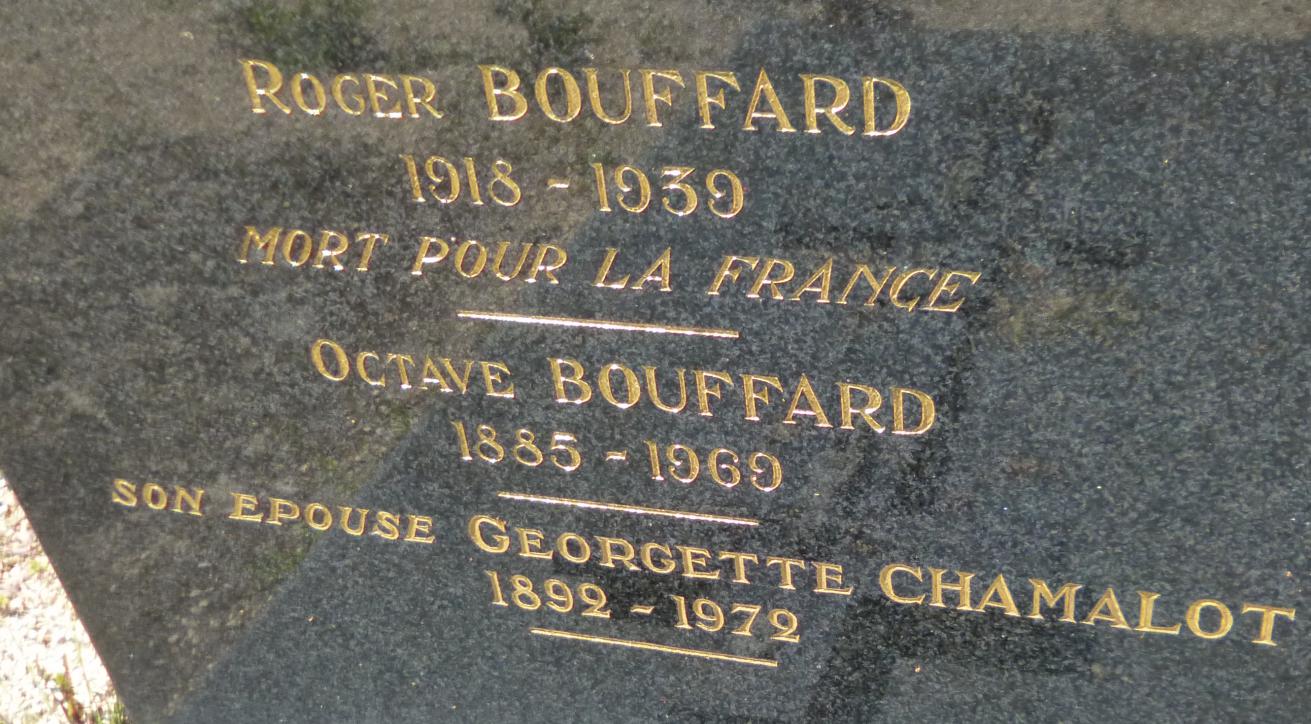 ROGER BOUFFARD
1918 - 1939
MORT POUR LA FRANCE
OCTAVE BOUFFARD
1885 - 1969
SON EPOUSE GEORGETTE CHAMALOT
1892 - 1972